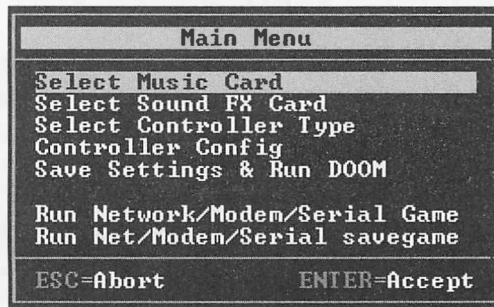 Main Menu
Select Music Card
Select Sound FX Card
Select Controller Type
Controller Config
Save Settings & Run DOOM
Run Network/Modem/Serial Game
Run Net/Modem/Serial savegame
ESC=Abort ENTER=Accept